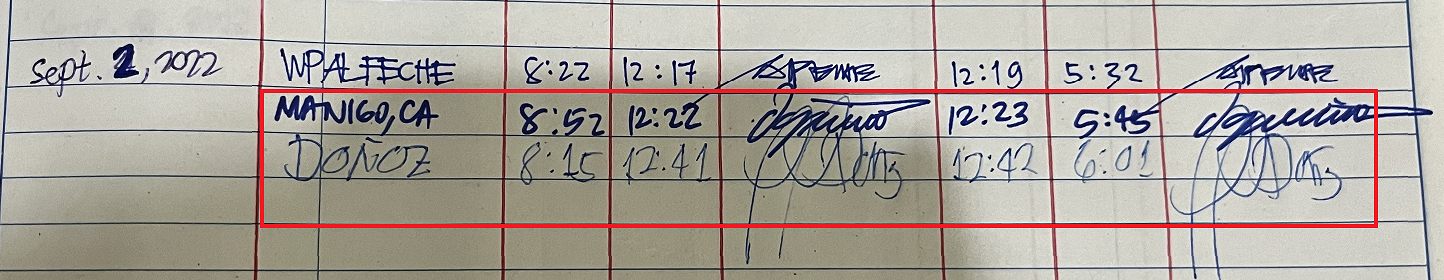 Sept. 2, 2022 WPALTECHE 8:22 12:17 12:19 5:32
MANIGO, CA 8:52 12:22 12:23 5:45
DOÑOZ 8:15 12:41 12:42 6:01